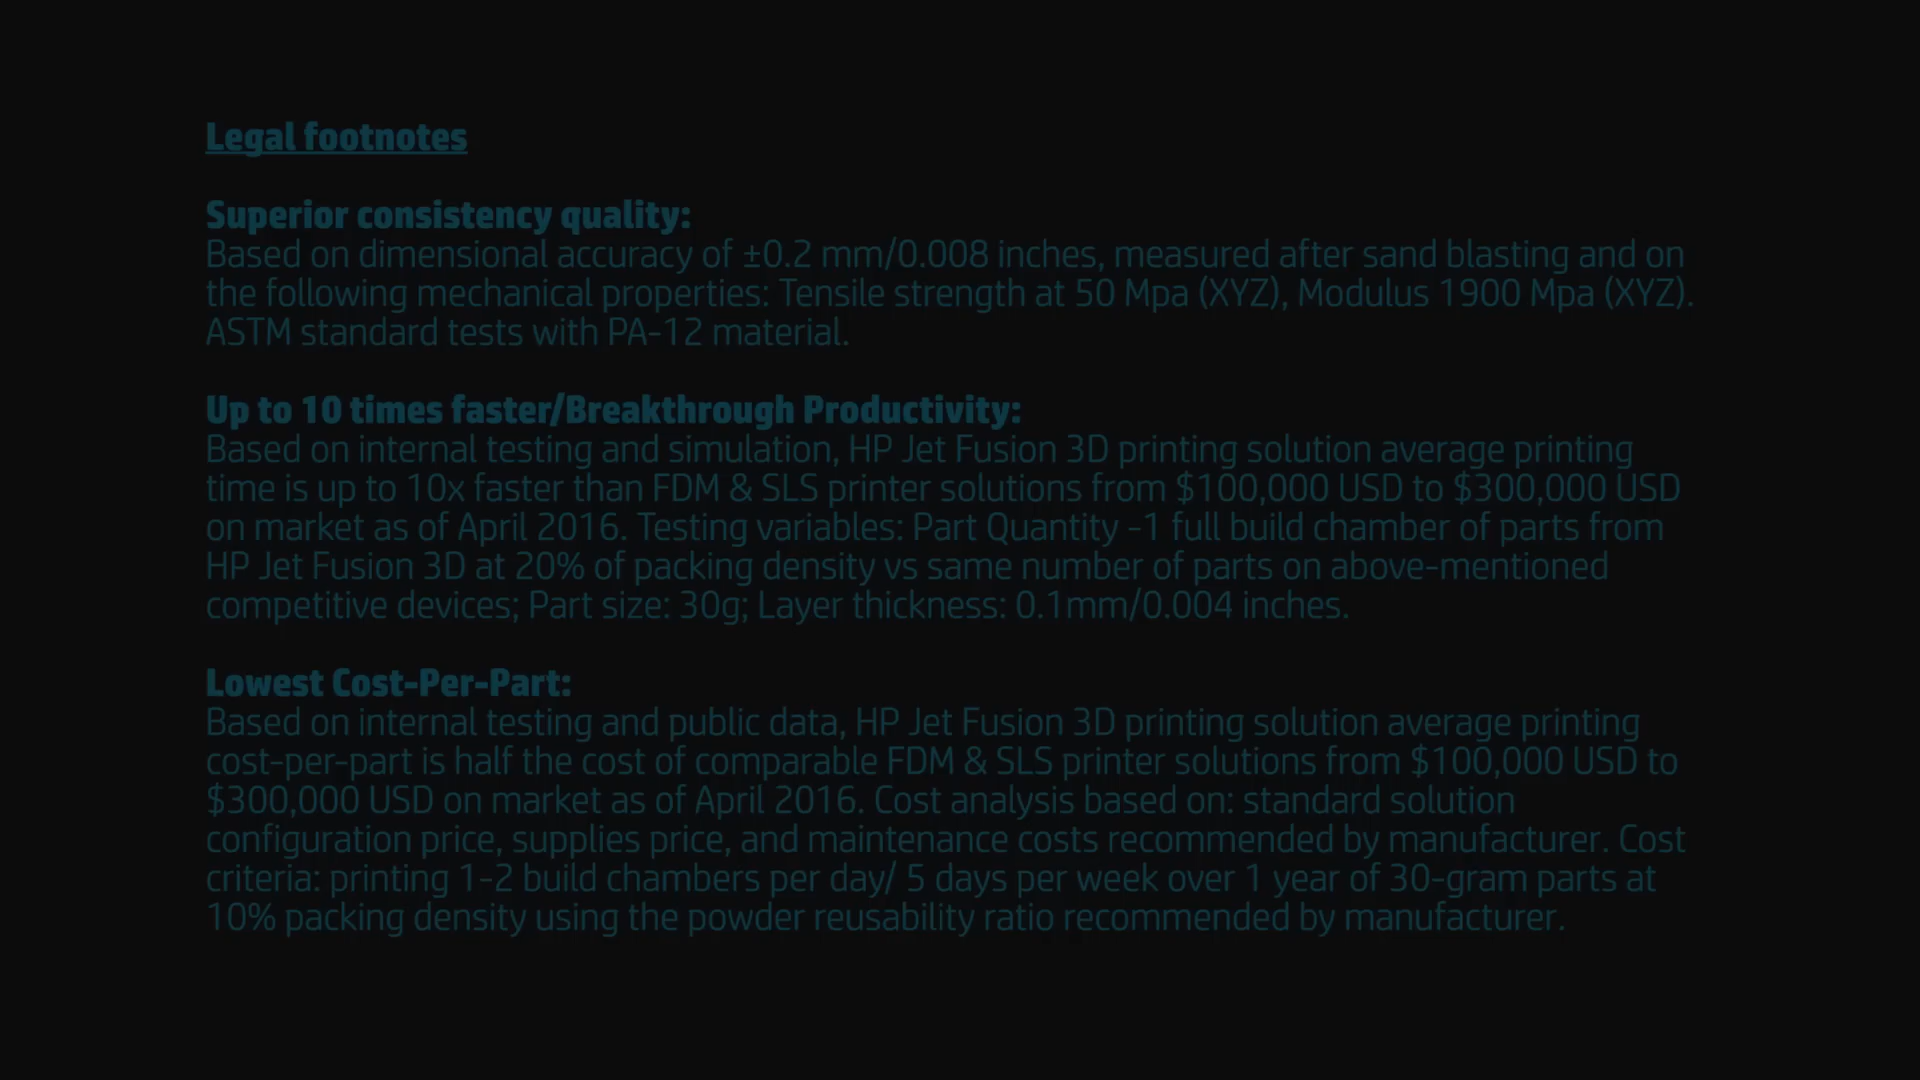 Legal footnotes
Superior consistency quality:
Based on dimensional accuracy of ±0.2 mm/0.008 inches, measured after sand blasting and on
the following mechanical properties: Tensile strength at 50 Mpa (XYZ), Modulus 1900 Mpa (XYZ).
ASTM standard tests with PA-12 material.
Up to 10 times faster/Breakthrough Productivity:
Based on internal testing and simulation, HP Jet Fusion 3D printing solution average printing
time is up to 10x faster than FDM & SLS printer solutions from $100,000 USD to $300,000 USD
on market as of April 2016. Testing variables: Part Quantity -1 full build chamber of parts from
HP Jet Fusion 3D at 20% of packing density vs same number of parts on above-mentioned
competitive devices; Part size: 30g; Layer thickness: 0.1mm/0.004 inches.
Lowest Cost-Per-Part:
Based on internal testing and public data, HP Jet Fusion 3D printing solution average printing
cost-per-part is half the cost of comparable FDM & SLS printer solutions from $100,000 USD to
$300,000 USD on market as of April 2016. Cost analysis based on: standard solution
configuration price, supplies price, and maintenance costs recommended by manufacturer. Cost
criteria: printing 1-2 build chambers per day/ 5 days per week over 1 year of 30-gram parts at
10% packing density using the powder reusability ratio recommended by manufacturer.